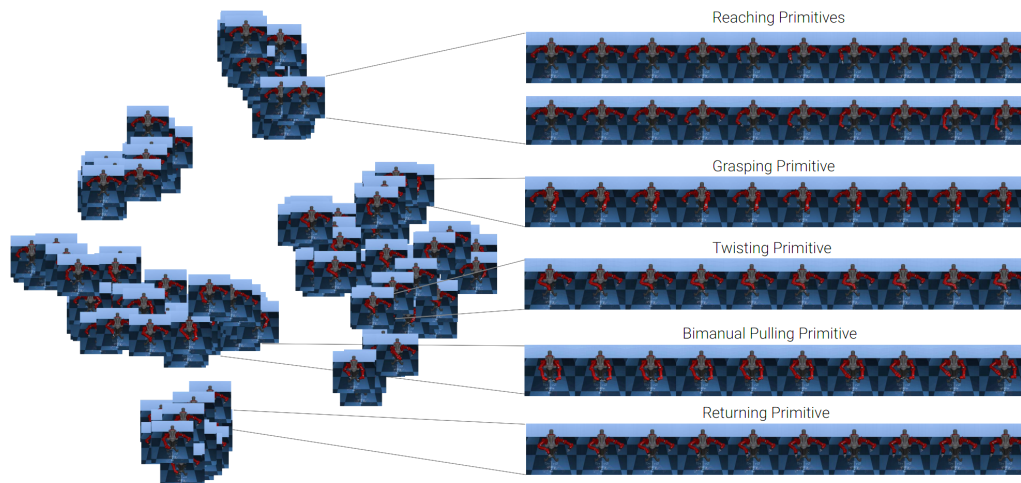 Reaching Primitives
Grasping Primitive
Twisting Primitive
Bimanual Pulling Primitive
Returning Primitive